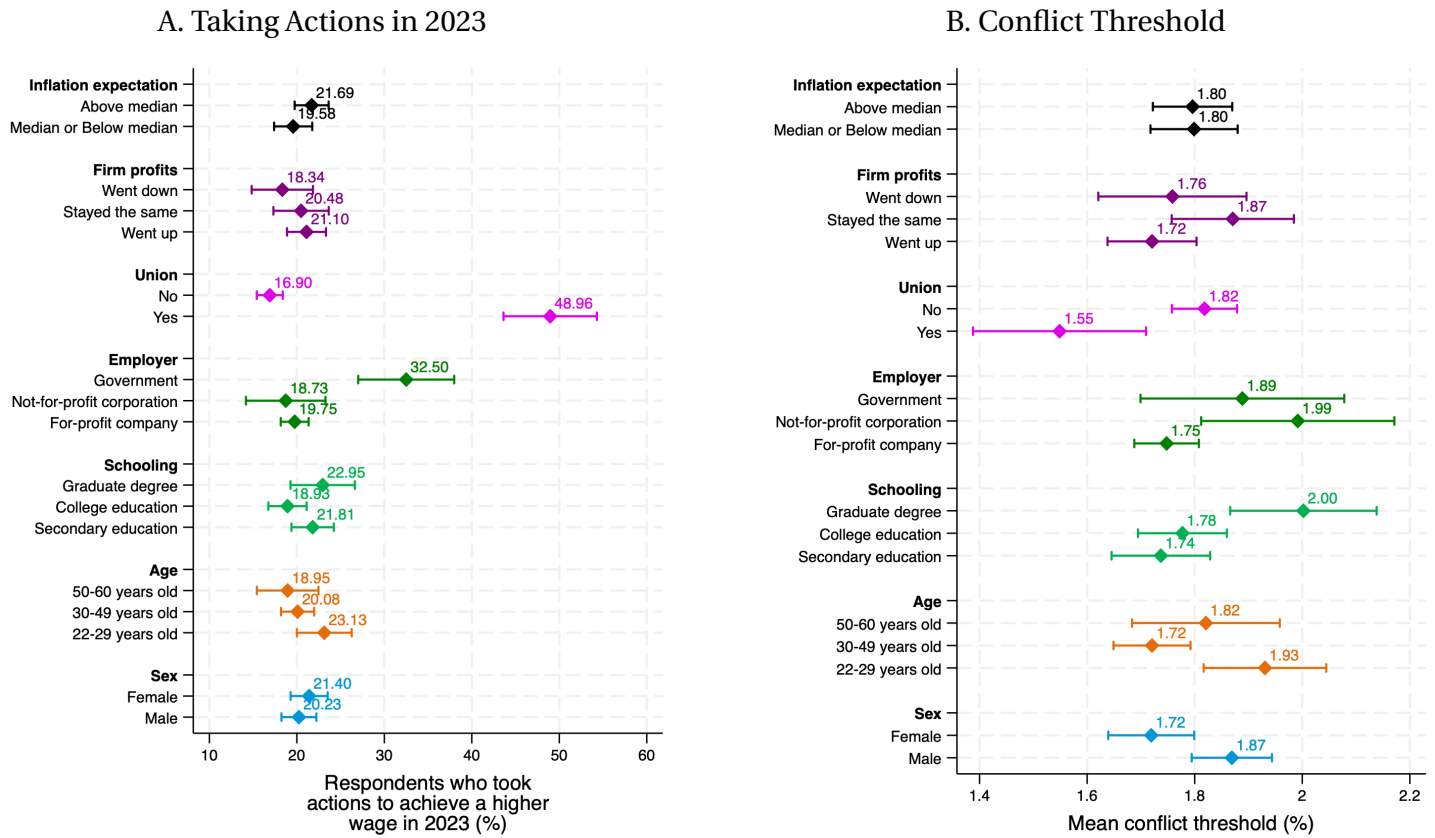 A. Taking Actions in 2023
Inflation expectation
Above median 21.69
Median or Below median 19.58
Firm profits
Went down 18.34
Stayed the same 20.48
Went up 21.10
Union
No 16.90
Yes 48.96
Employer
Government 32.50
Not-for-profit corporation 18.73
For-profit company 19.75
Schooling
Graduate degree 22.95
College education 18.93
Secondary education 21.81
Age
50-60 years old 18.95
30-49 years old 20.08
22-29 years old 23.13
Sex
Female 21.40
Male 20.23
10 20 30 40 50 60
Respondents who took
actions to achieve a higher
wage in 2023 (%)
B. Conflict Threshold
Inflation expectation
Above median 1.80
Median or Below median 1.80
Firm profits
Went down 1.76
Stayed the same 1.87
Went up 1.72
Union
No 1.82
Yes 1.55
Employer
Government 1.89
Not-for-profit corporation 1.99
For-profit company 1.75
Schooling
Graduate degree 2.00
College education 1.78
Secondary education 1.74
Age
50-60 years old 1.82
30-49 years old 1.72
22-29 years old 1.93
Sex
Female 1.72
Male 1.87
1.4 1.6 1.8 2 2.2
Mean conflict threshold (%)